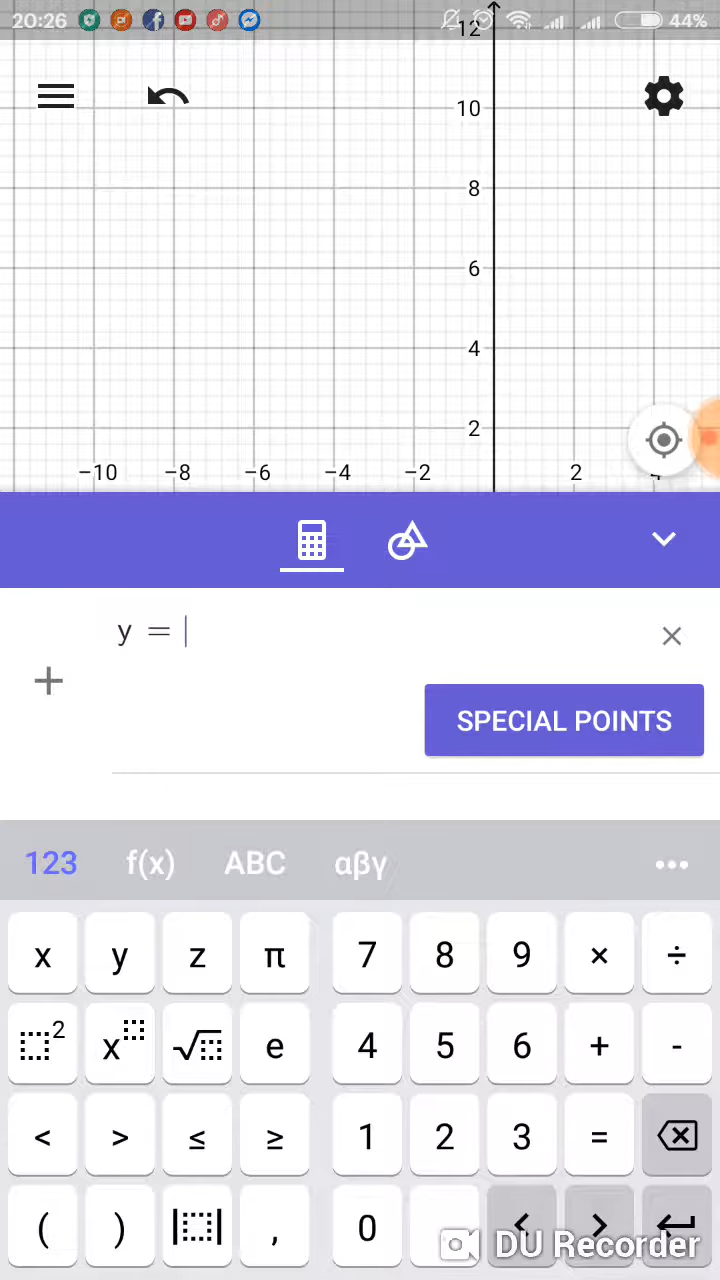 20:26 44%
12
10
8
6
4
2
−10 −8 −6 −4 −2 2 4
y =
SPECIAL POINTS
123 f(x) ABC αβγ
x y z π 7 8 9 × ÷
2 x √ e 4 5 6 + -
< > ≤ ≥ 1 2 3 =
( ) | | , 0 < >
DU Recorder